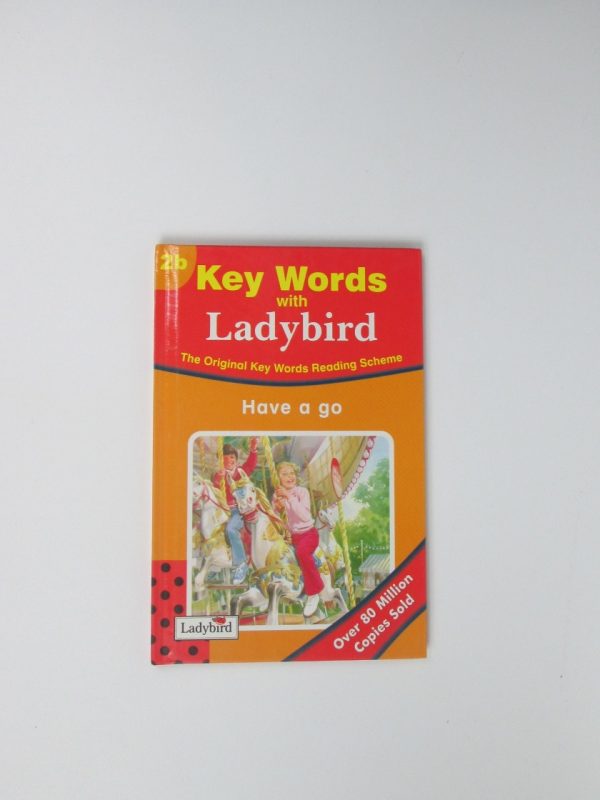 2b
Key Words
with
Ladybird
The Original Key Words Reading Scheme
Have a go
Over 80 Million
Copies Sold
Ladybird